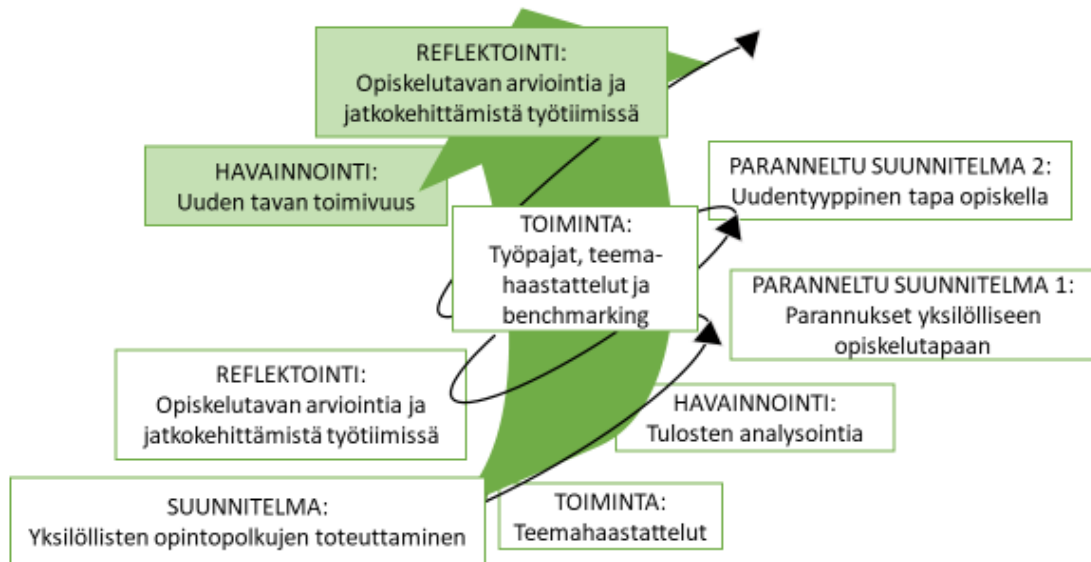 REFLEKTOINTI:
Opiskelutavan arviointia ja
jatkokehittämistä työtiimissä
HAVAINNOINTI:
Uuden tavan toimivuus
PARANNELTU SUUNNITELMA 2:
Uudentyyppinen tapa opiskella
TOIMINTA:
Työpajat, teema-
haastattelut ja
benchmarking
PARANNELTU SUUNNITELMA 1:
Parannukset yksilölliseen
opiskelutapaan
REFLEKTOINTI:
Opiskelutavan arviointia ja
jatkokehittämistä työtiimissä
HAVAINNOINTI:
Tulosten analysointia
SUUNNITELMA:
Yksilöllisten opintopolkujen toteuttaminen
TOIMINTA:
Teemahaastattelut